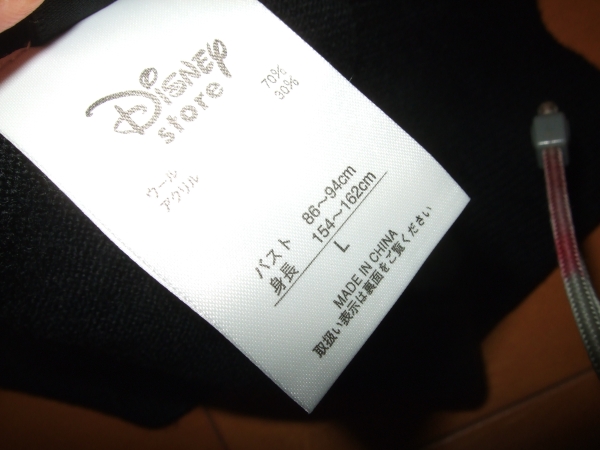 Disney
store
ウール 70%
アクリル 30%
バスト 86～94cm
身長 154～162cm
L
MADE IN CHINA
取扱い表示は裏面をご覧ください